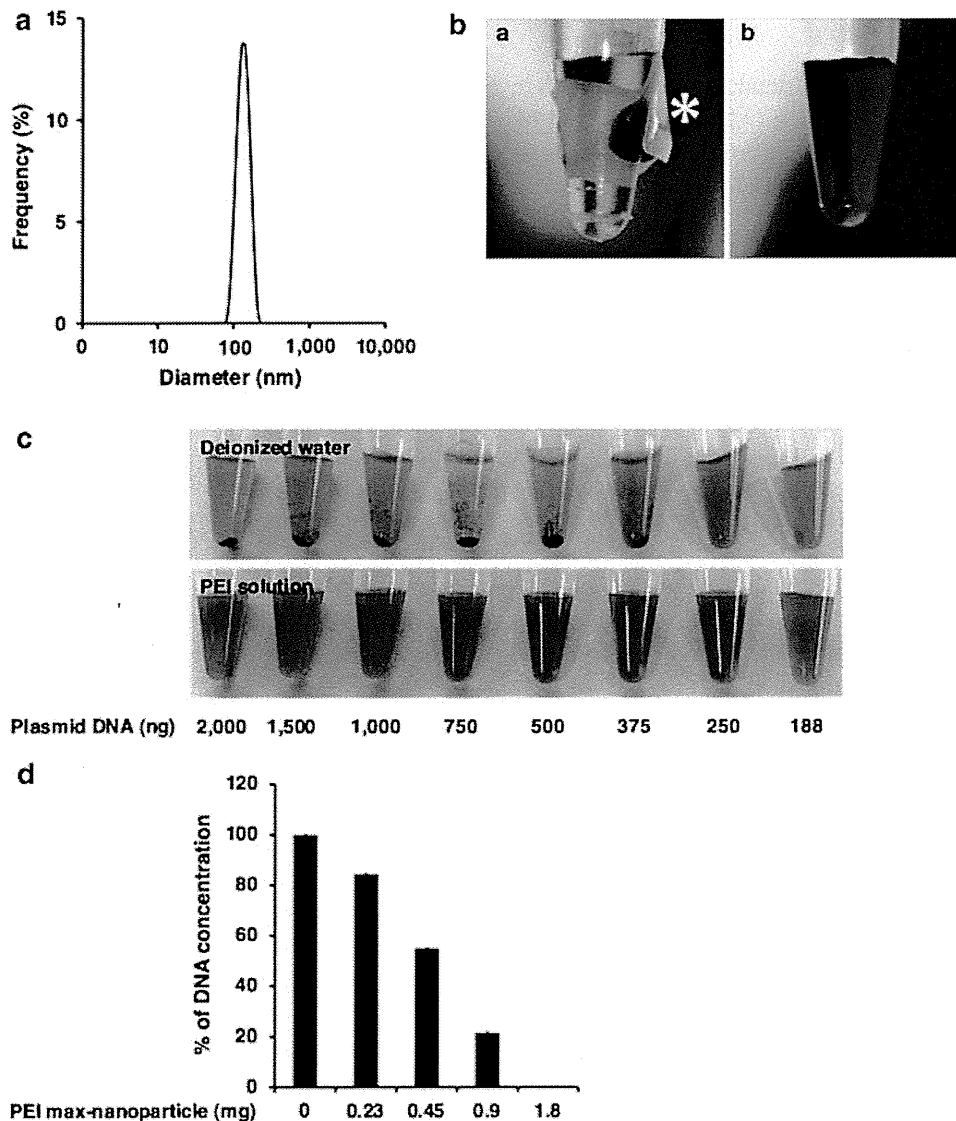 a
15
10
5
0
Frequency (%)
0 10 100 1,000 10,000
Diameter (nm)
b
a
*
b
c
Deionized water
PEI solution
Plasmid DNA (ng) 2,000 1,500 1,000 750 500 375 250 188
d
120
100
80
60
40
20
0
% of DNA concentration
PEI max-nanoparticle (mg) 0 0.23 0.45 0.9 1.8